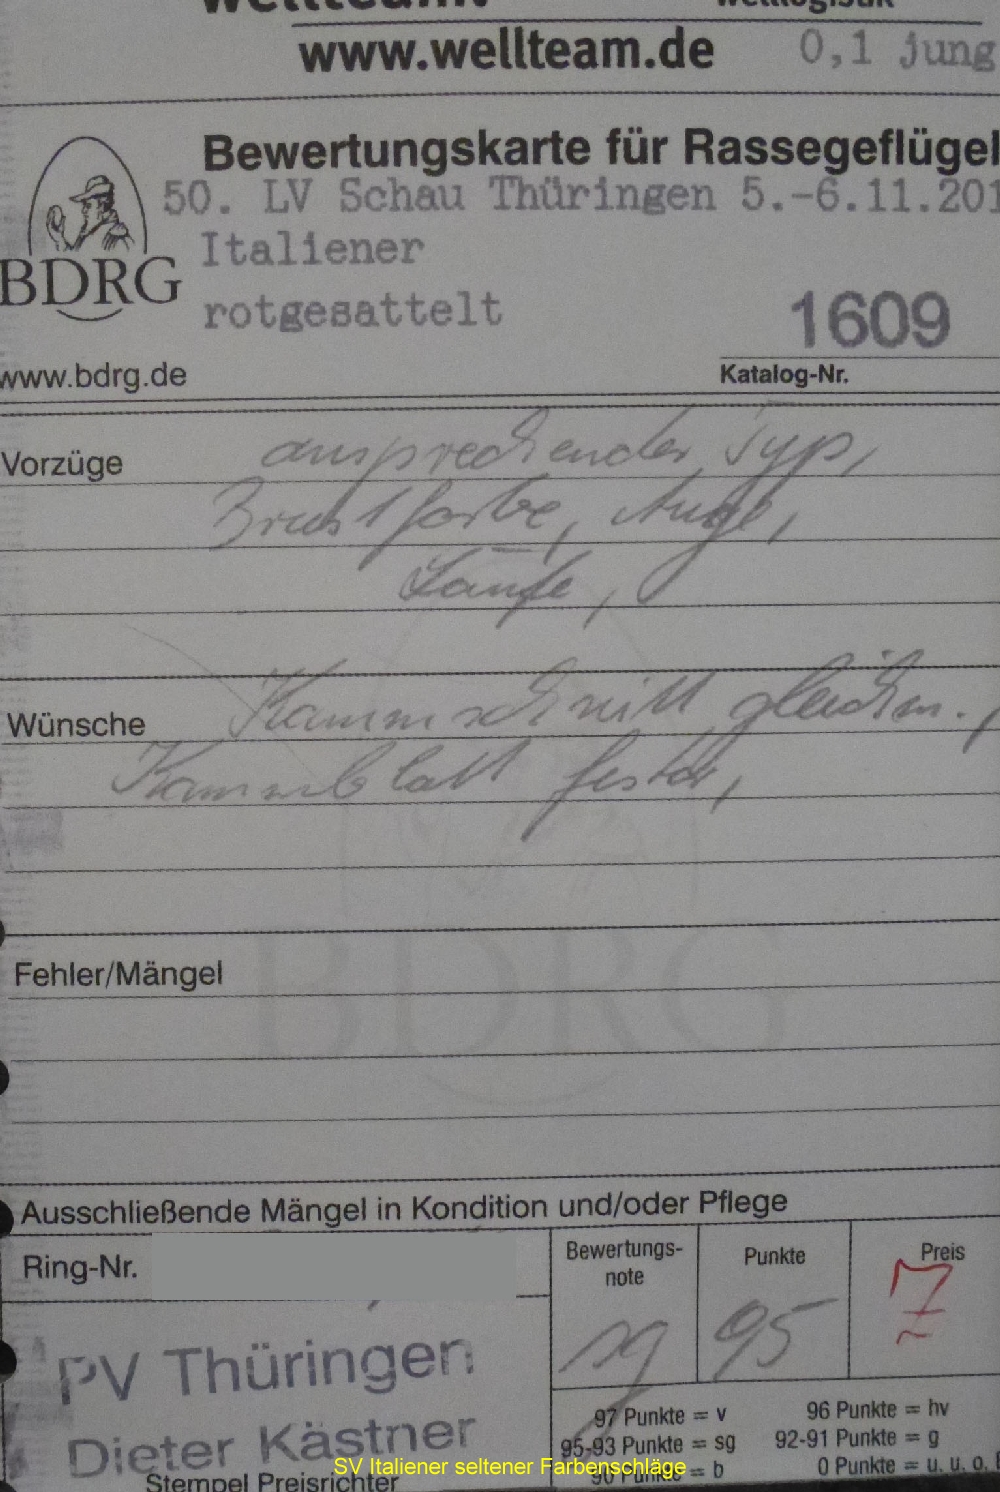 www.wellteam.de 0,1 jung
Bewertungskarte für Rassegeflügel
50. LV Schau Thüringen 5.-6.11.201
Italiener
BDRG
rotgesattelt
1609
www.bdrg.de
Katalog-Nr.
Vorzüge ansprechender Typ,
Brustfarbe, Auge,
Läufe,
Wünsche Kammschnitt gleichm.,
Kammblatt fester,
BDRG
Fehler/Mängel
Ausschließende Mängel in Kondition und/oder Pflege
Ring-Nr.
Bewertungs-
note
Punkte
Preis
sg 95 Z
PV Thüringen
Dieter Kästner
Stempel Preisrichter
97 Punkte = v 96 Punkte = hv
95-93 Punkte = sg 92-91 Punkte = g
90 Punkte = b 0 Punkte = u. u. o.
SV Italiener seltener Farbenschläge